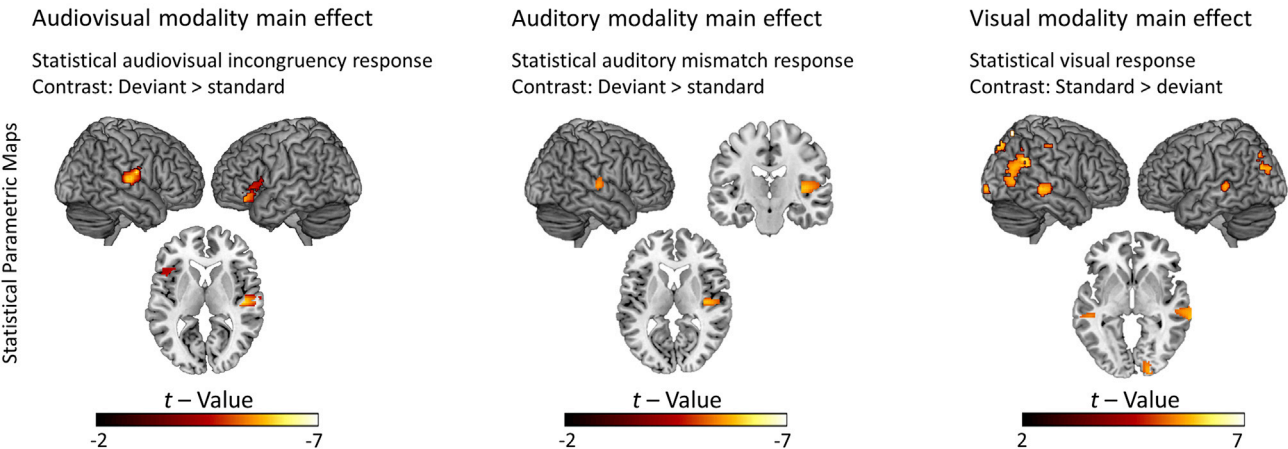 Audiovisual modality main effect
Statistical audiovisual incongruency response
Contrast: Deviant > standard
Auditory modality main effect
Statistical auditory mismatch response
Contrast: Deviant > standard
Visual modality main effect
Statistical visual response
Contrast: Standard > deviant
Statistical Parametric Maps
t – Value
-2 -7
t – Value
-2 -7
t – Value
2 7